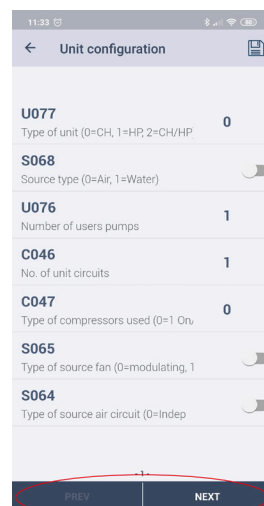 11:33
Unit configuration
U077
Type of unit (0=CH, 1=HP, 2=CH/HP
0
S068
Source type (0=Air, 1=Water)
U076
Number of users pumps
1
C046
No. of unit circuits
1
C047
Type of compressors used (0=1 On/
0
S065
Type of source fan (0=modulating, 1
S064
Type of source air circuit (0=Indep
-1-
PREV
NEXT